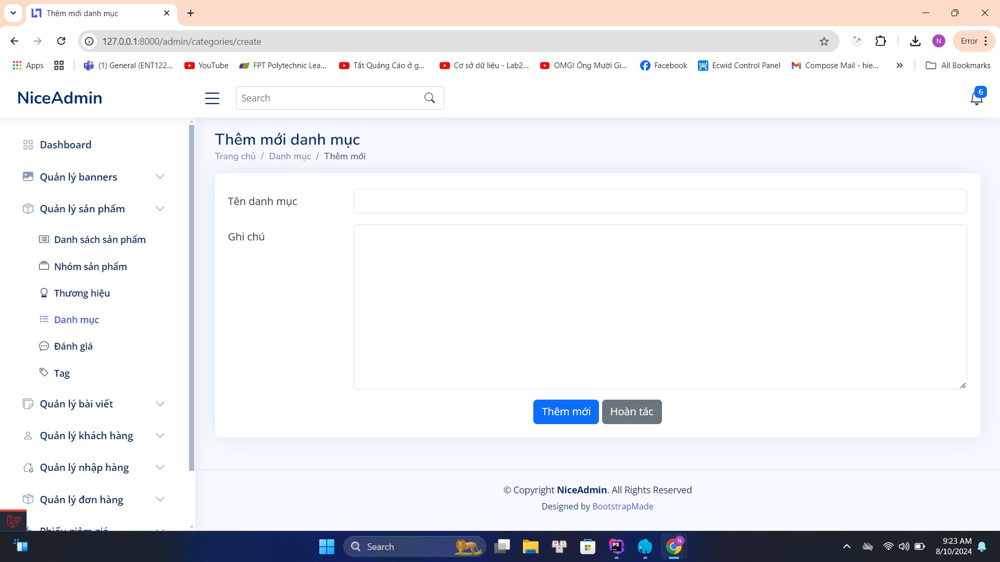 Thêm mới danh mục
127.0.0.1:8000/admin/categories/create
N
Error
Apps
(1) General (ENT122...
YouTube
FPT Polytechnic Lea...
Tắt Quảng Cáo ở g...
Cơ sở dữ liệu - Lab2...
OMG! Ông Mười Gi...
Facebook
Ecwid Control Panel
Compose Mail - hie...
All Bookmarks
NiceAdmin
Search
6
Dashboard
Quản lý banners
Quản lý sản phẩm
Danh sách sản phẩm
Nhóm sản phẩm
Thương hiệu
Danh mục
Đánh giá
Tag
Quản lý bài viết
Quản lý khách hàng
Quản lý nhập hàng
Quản lý đơn hàng
Phiếu giảm giá
Thêm mới danh mục
Trang chủ / Danh mục / Thêm mới
Tên danh mục
Ghi chú
Thêm mới
Hoàn tác
© Copyright NiceAdmin. All Rights Reserved
Designed by BootstrapMade
Search
PS
N
9:23 AM
8/10/2024